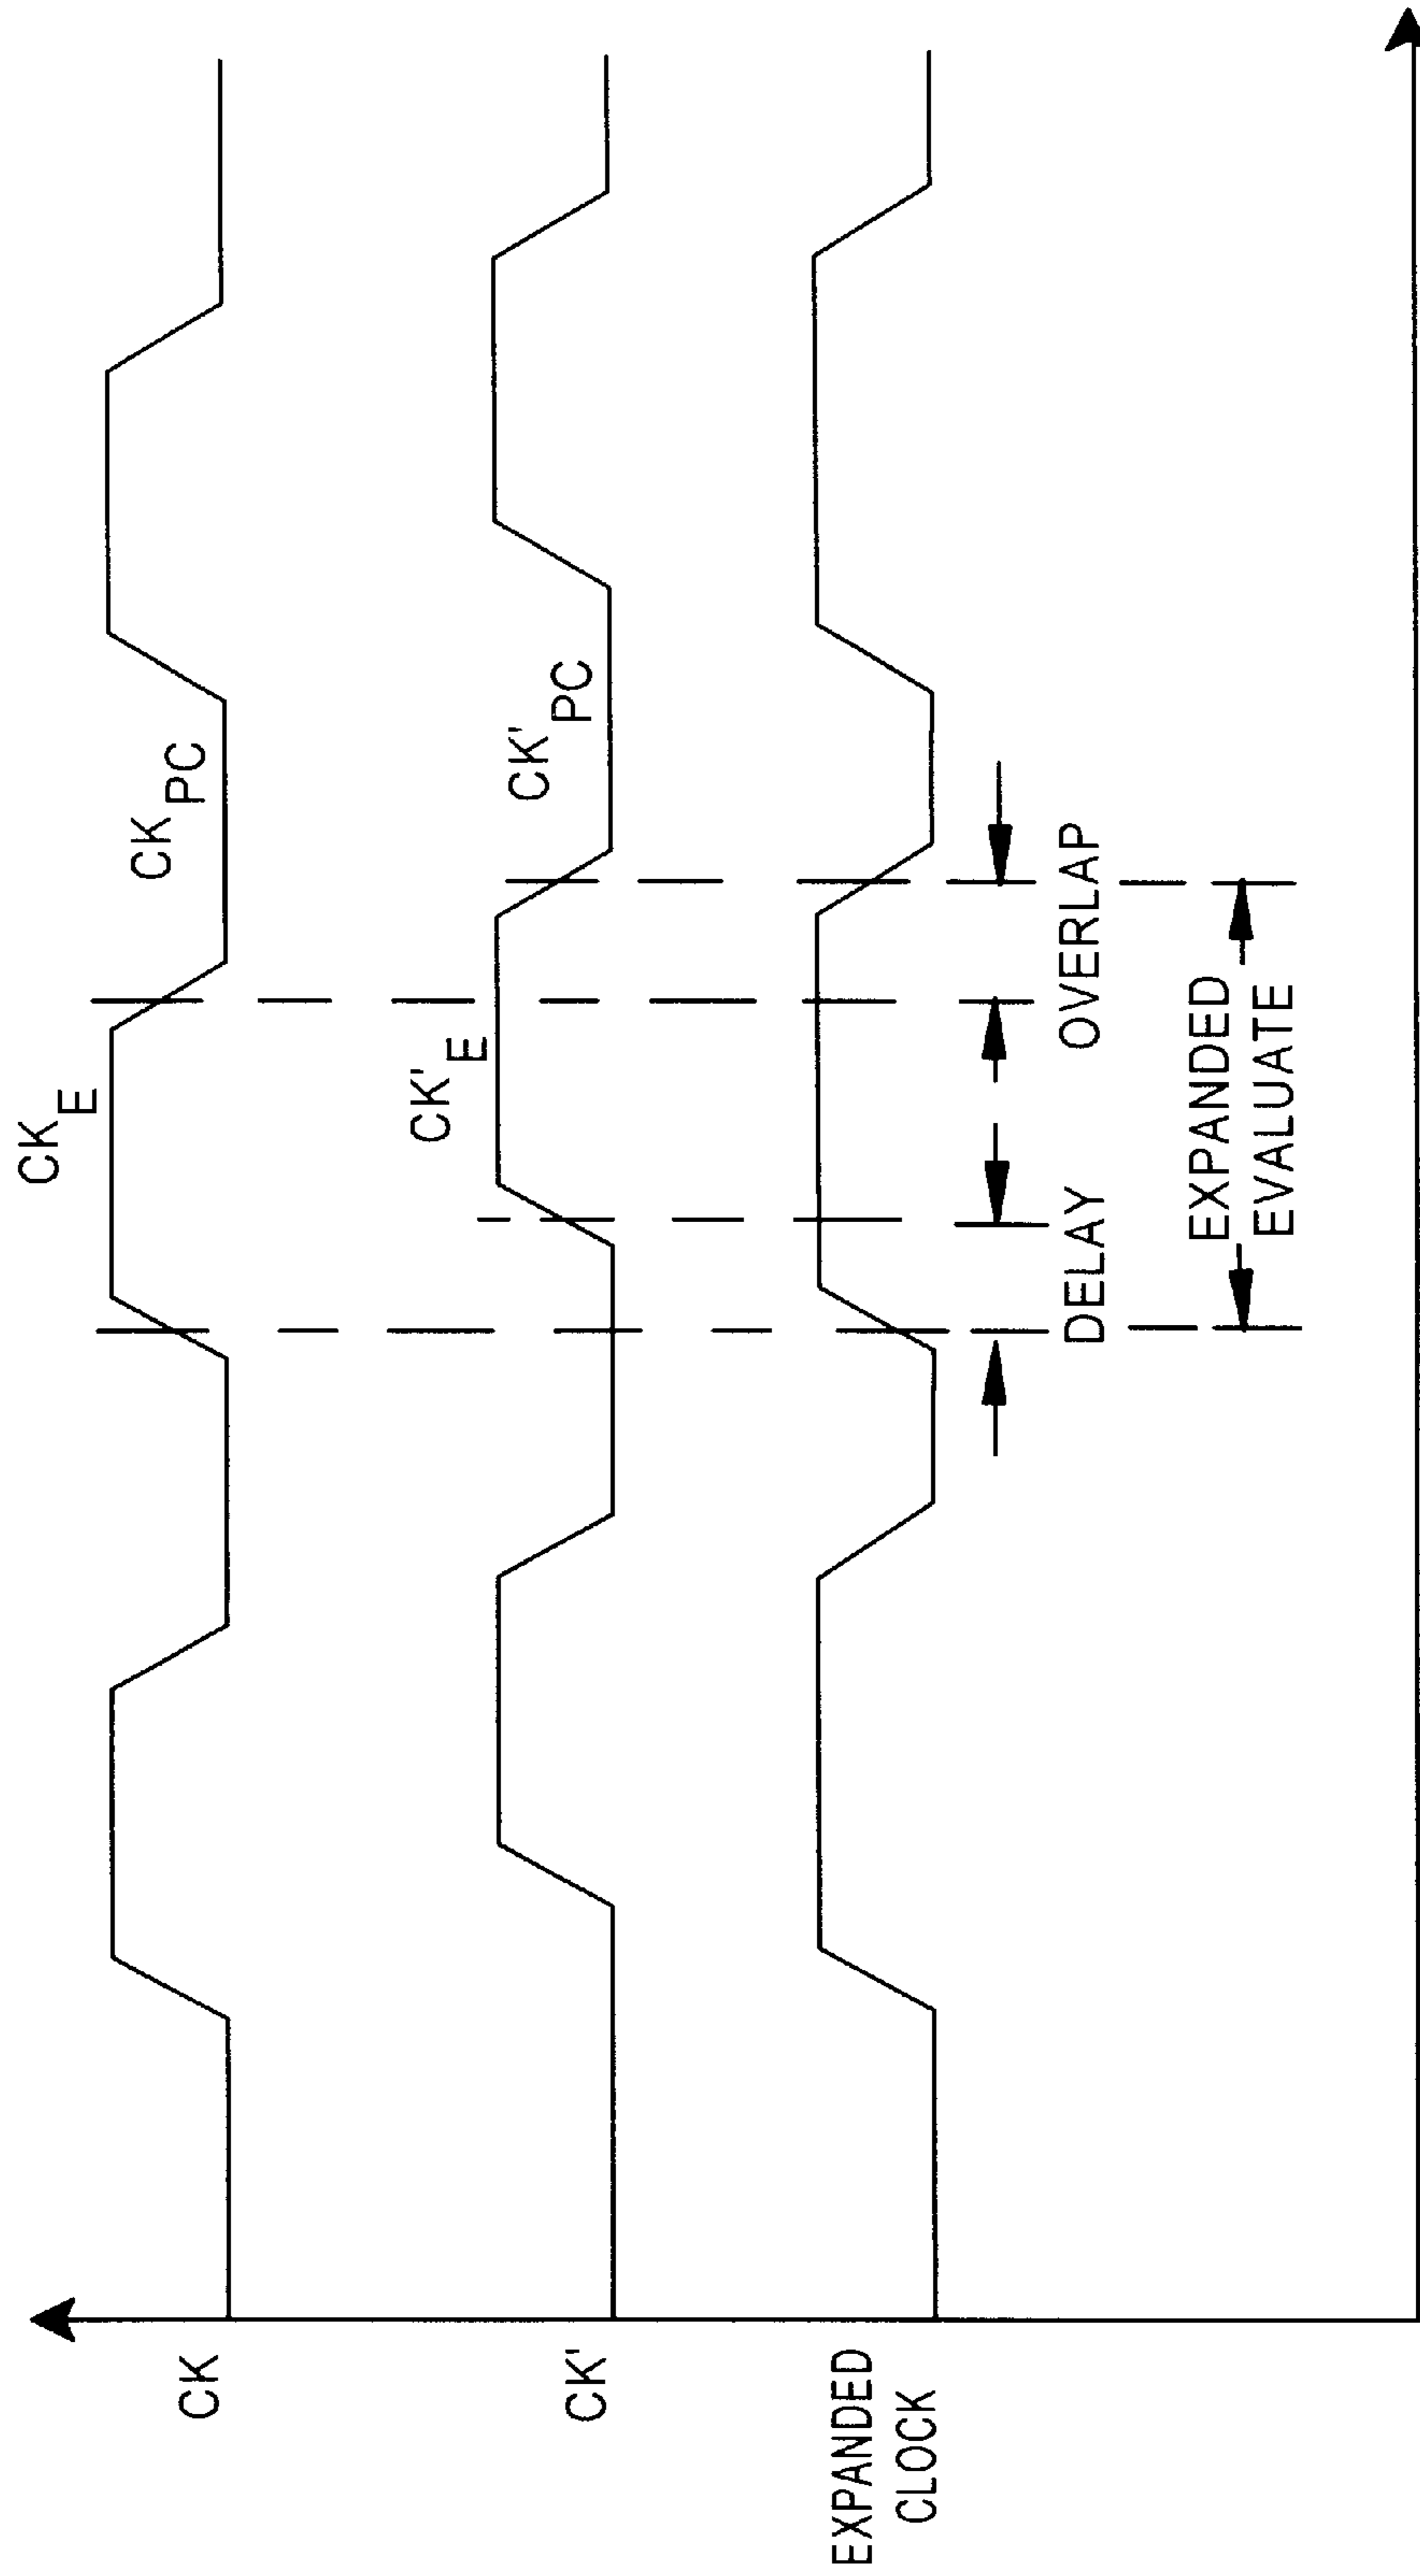 CK
CK_E
CK_PC
CK'
CK'_E
CK'_PC
EXPANDED
CLOCK
DELAY
OVERLAP
EXPANDED
EVALUATE